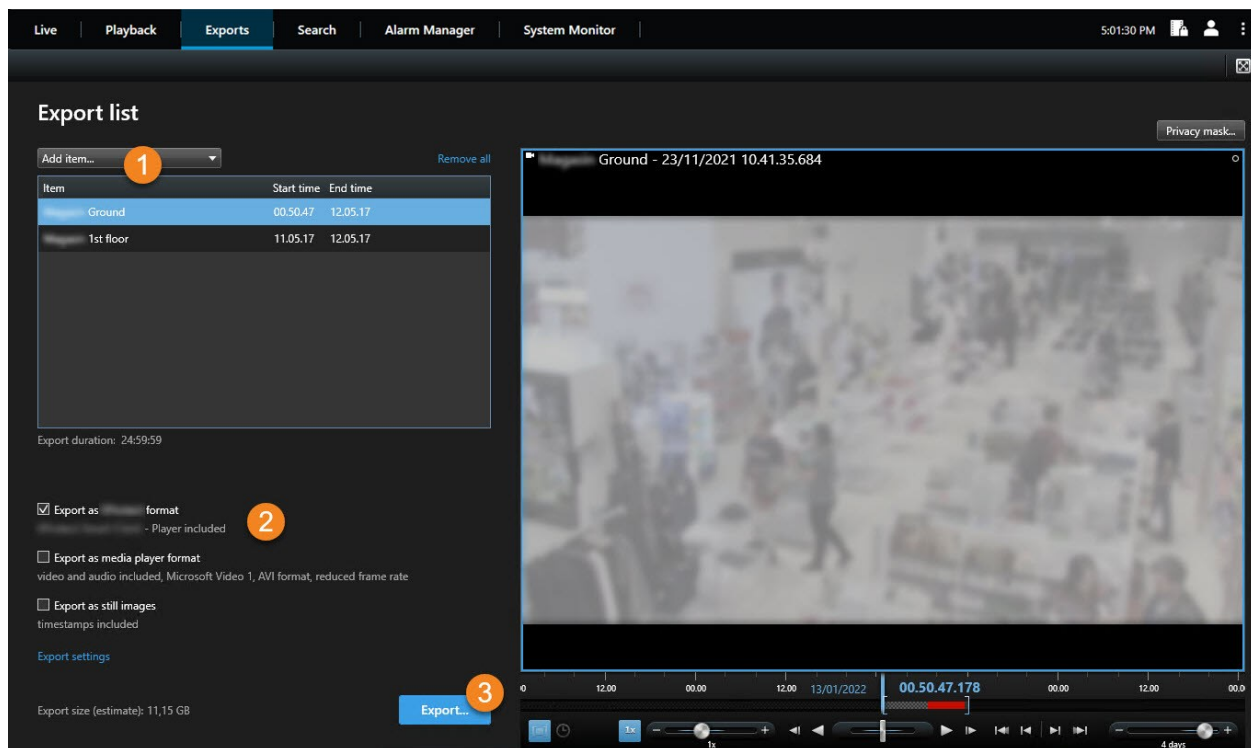 Live Playback Exports Search Alarm Manager System Monitor 5:01:30 PM
Export list
Privacy mask...
Add item... 1 Remove all
Ground - 23/11/2021 10.41.35.684
Item Start time End time
Ground 00.50.47 12.05.17
1st floor 11.05.17 12.05.17
Export duration: 24:59:59
Export as format
- Player included
2
Export as media player format
video and audio included, Microsoft Video 1, AVI format, reduced frame rate
Export as still images
timestamps included
Export settings
3
Export size (estimate): 11,15 GB Export...
0 12.00 00.00 12.00 13/01/2022 00.50.47.178 00.00 12.00 00.0
1x - + - +
1x 4 days